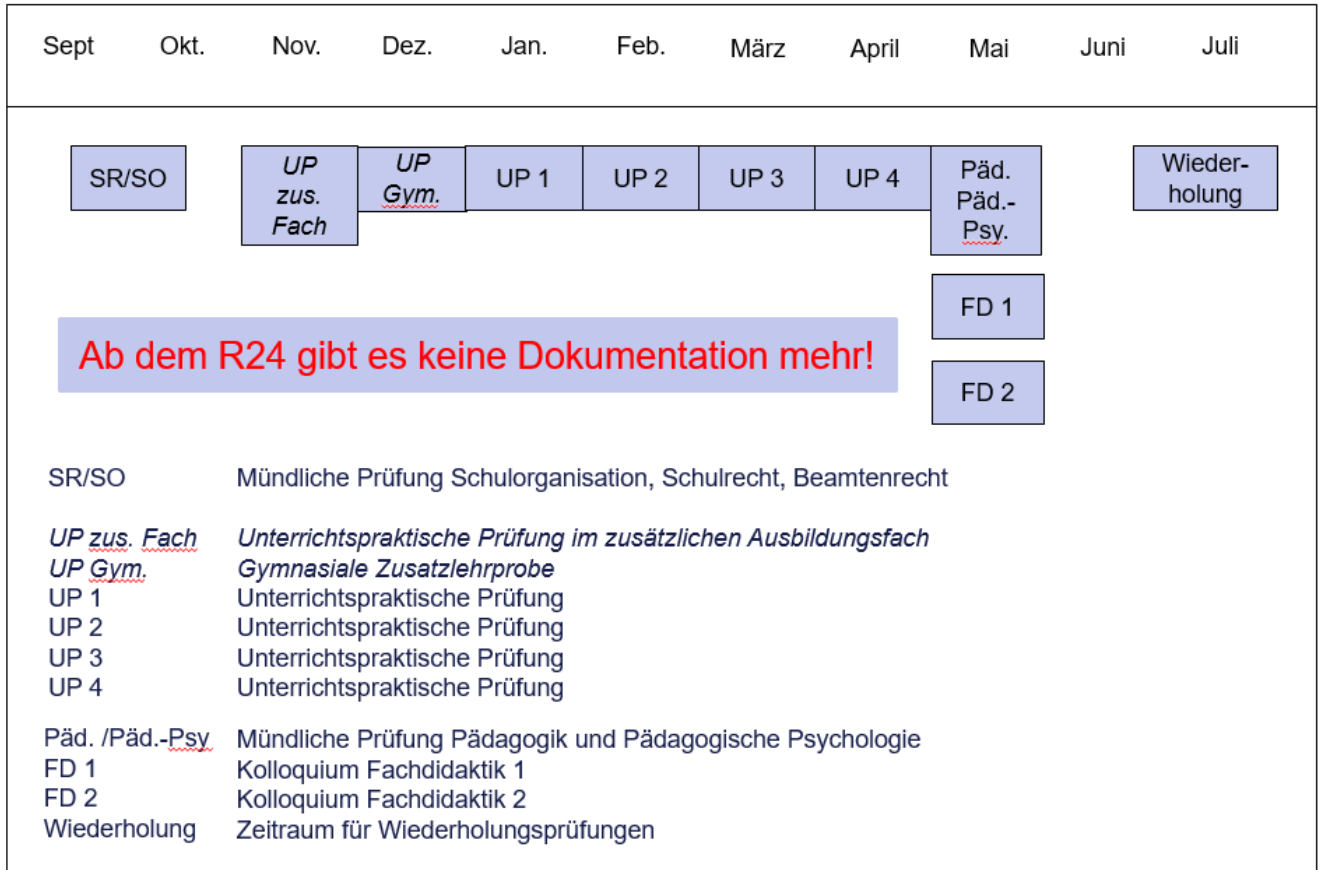 Sept Okt. Nov. Dez. Jan. Feb. März April Mai Juni Juli
SR/SO
UP
zus.
Fach
UP
Gym.
UP 1
UP 2
UP 3
UP 4
Päd.
Päd.-
Psy.
Wieder-
holung
FD 1
Ab dem R24 gibt es keine Dokumentation mehr!
FD 2
SR/SO Mündliche Prüfung Schulorganisation, Schulrecht, Beamtenrecht
UP zus. Fach Unterrichtspraktische Prüfung im zusätzlichen Ausbildungsfach
UP Gym. Gymnasiale Zusatzlehrprobe
UP 1 Unterrichtspraktische Prüfung
UP 2 Unterrichtspraktische Prüfung
UP 3 Unterrichtspraktische Prüfung
UP 4 Unterrichtspraktische Prüfung
Päd. /Päd.-Psy Mündliche Prüfung Pädagogik und Pädagogische Psychologie
FD 1 Kolloquium Fachdidaktik 1
FD 2 Kolloquium Fachdidaktik 2
Wiederholung Zeitraum für Wiederholungsprüfungen